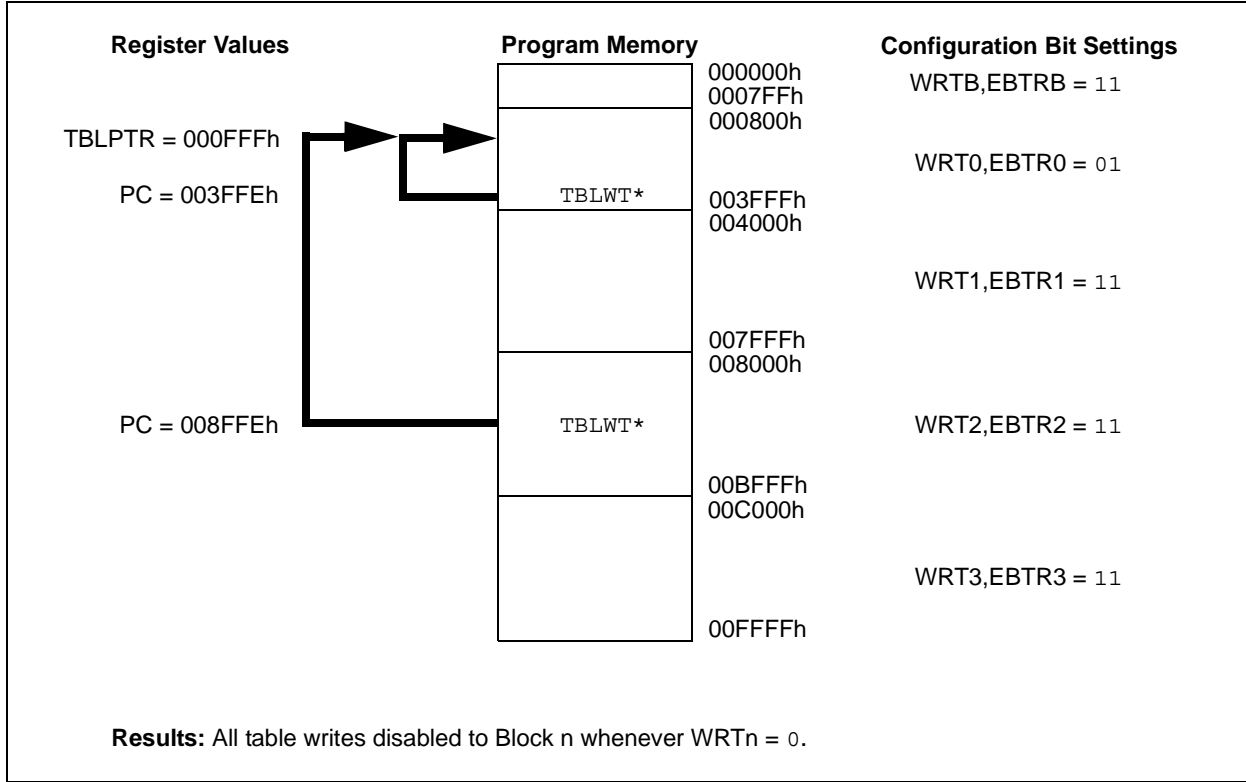 Register Values Program Memory Configuration Bit Settings
000000h
WRTB,EBTRB = 11
0007FFh
000800h
TBLPTR = 000FFFh
WRT0,EBTR0 = 01
PC = 003FFEh TBLWT* 003FFFh
004000h
WRT1,EBTR1 = 11
007FFFh
008000h
PC = 008FFEh TBLWT* WRT2,EBTR2 = 11
00BFFFh
00C000h
WRT3,EBTR3 = 11
00FFFFh
Results: All table writes disabled to Block n whenever WRTn = 0.